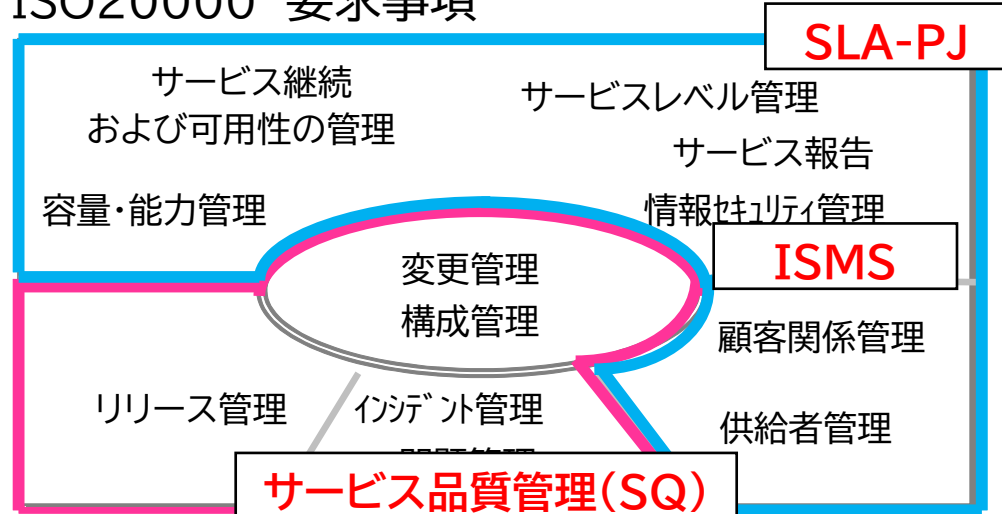 ISO20000 要求事項
SLA-PJ
サービス継続
および可用性の管理
サービスレベル管理
サービス報告
容量・能力管理
情報ｾｷｭﾘﾃｨ管理
ISMS
変更管理
構成管理
顧客関係管理
リリース管理
ｲﾝｼﾃﾞﾝﾄ管理
供給者管理
サービス品質管理(SQ)